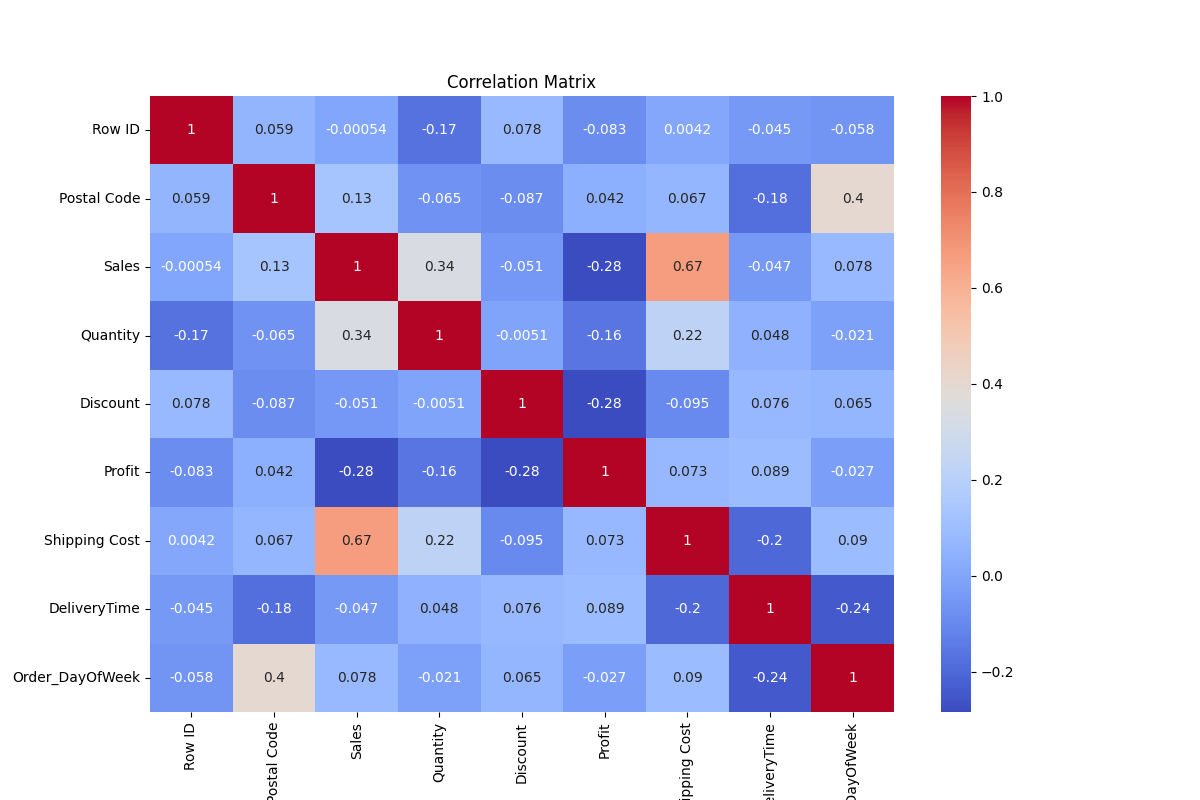 Correlation Matrix
Row ID 1 0.059 -0.00054 -0.17 0.078 -0.083 0.0042 -0.045 -0.058
Postal Code 0.059 1 0.13 -0.065 -0.087 0.042 0.067 -0.18 0.4
Sales -0.00054 0.13 1 0.34 -0.051 -0.28 0.67 -0.047 0.078
Quantity -0.17 -0.065 0.34 1 -0.0051 -0.16 0.22 0.048 -0.021
Discount 0.078 -0.087 -0.051 -0.0051 1 -0.28 -0.095 0.076 0.065
Profit -0.083 0.042 -0.28 -0.16 -0.28 1 0.073 0.089 -0.027
Shipping Cost 0.0042 0.067 0.67 0.22 -0.095 0.073 1 -0.2 0.09
DeliveryTime -0.045 -0.18 -0.047 0.048 0.076 0.089 -0.2 1 -0.24
Order_DayOfWeek -0.058 0.4 0.078 -0.021 0.065 -0.027 0.09 -0.24 1
Row ID
Postal Code
Sales
Quantity
Discount
Profit
ipping Cost
eliveryTime
DayOfWeek
1.0
0.8
0.6
0.4
0.2
0.0
−0.2